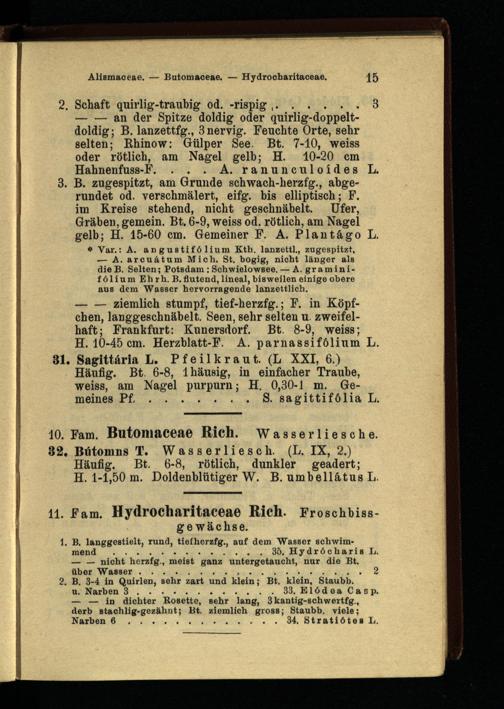 Alismaceae. — Butomaceae. — Hydrocharitaceae. 15
2. Schaft quirlig-traubig od. -rispig . . . . . . . 3
— — an der Spitze doldig oder quirlig-doppelt-
doldig; B. lanzettfg., 3 nervig. Feuchte Orte, sehr
selten; Rhinow: Gülper See. Bt. 7-10, weiss
oder rötlich, am Nagel gelb; H. 10-20 cm
Hahnenfuss-F. . . . A. ranunculoídes L.
3. B. zugespitzt, am Grunde schwach-herzfg., abge-
rundet od. verschmälert, eifg. bis elliptisch; F.
im Kreise stehend, nicht geschnäbelt. Ufer,
Gräben, gemein. Bt. 6-9, weiss od. rötlich, am Nagel
gelb; H. 15-60 cm. Gemeiner F. A. Plantágo L.
* Var.: A. angustifólium Kth. lanzettl., zugespitzt.
— A. arcuátum Mich. St. bogig, nicht länger als
die B. Selten; Potsdam: Schwielowsee. — A. gramini-
fólium Ehrh. B. flutend, lineal, bisweilen einige obere
aus dem Wasser hervorragende lanzettlich.
— — ziemlich stumpf, tief-herzfg.; F. in Köpf-
chen, langgeschnäbelt. Seen, sehr selten u. zweifel-
haft; Frankfurt: Kunersdorf. Bt. 8-9, weiss;
H. 10-45 cm. Herzblatt-F. A. parnassifólium L.
31. Sagittária L. Pfeilkraut. (L XXI, 6.)
Häufig. Bt. 6-8, 1 häusig, in einfacher Traube,
weiss, am Nagel purpurn; H. 0,30-1 m. Ge-
meines Pf. . . . . . . . S. sagittifólia L.
10. Fam. Butomaceae Rich. Wasserliesche.
32. Bútomus T. Wasserliesch. (L. IX, 2.)
Häufig. Bt. 6-8, rötlich, dunkler geadert;
H. 1-1,50 m. Doldenblütiger W. B. umbellátus L.
11. Fam. Hydrocharitaceae Rich. Froschbiss-
gewächse.
1. B. langgestielt, rund, tiefherzfg., auf dem Wasser schwim-
mend . . . . . . . . . . . . 35. Hydrócharis L.
— — nicht herzfg., meist ganz untergetaucht, nur die Bt.
über Wasser . . . . . . . . . . . . . . . . . . . 2
2. B. 3-4 in Quirlen, sehr zart und klein; Bt. klein, Staubb.
u. Narben 3 . . . . . . . . . . . 33. Elódea Casp.
— — in dichter Rosette, sehr lang, 3 kantig-schwertfg.,
derb stachlig-gezähnt; Bt. ziemlich gross; Staubb. viele;
Narben 6 . . . . . . . . . . . . . 34. Stratiótes L.